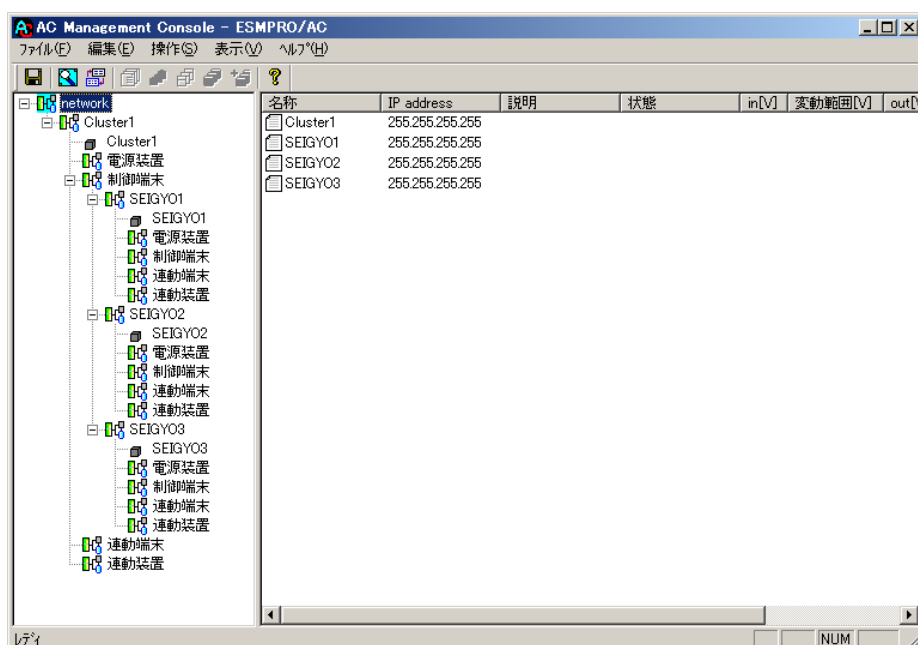 AC Management Console - ESMPRO/AC
ファイル(F) 編集(E) 操作(S) 表示(V) ヘルプ(H)
名称 IP address 説明 状態 in[V] 変動範囲[V] out[V
network
Cluster1
Cluster1
電源装置
制御端末
SEIGYO1
SEIGYO1
電源装置
制御端末
連動端末
連動装置
SEIGYO2
SEIGYO2
電源装置
制御端末
連動端末
連動装置
SEIGYO3
SEIGYO3
電源装置
制御端末
連動端末
連動装置
連動端末
連動装置
Cluster1 255.255.255.255
SEIGYO1 255.255.255.255
SEIGYO2 255.255.255.255
SEIGYO3 255.255.255.255
レディ NUM